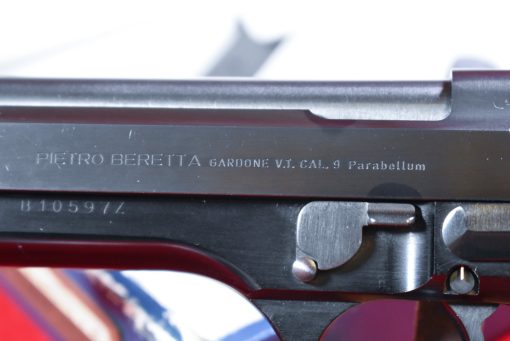 PIETRO BERETTA GARDONE V.T. CAL. 9 Parabellum
B10597Z